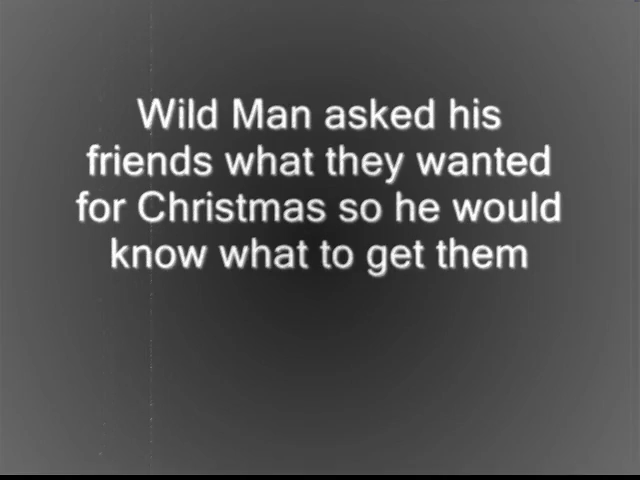 Wild Man asked his
friends what they wanted
for Christmas so he would
know what to get them